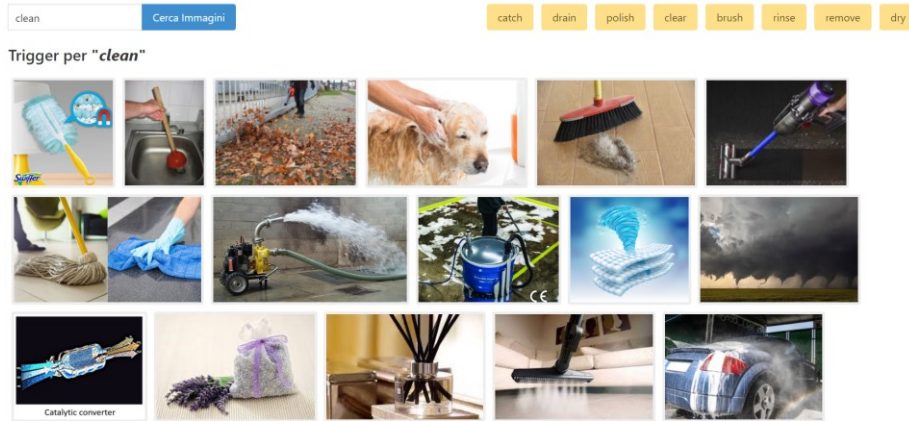 clean
Cerca Immagini
catch
drain
polish
clear
brush
rinse
remove
dry
Trigger per "clean"
Swiffer
CE
Catalytic converter